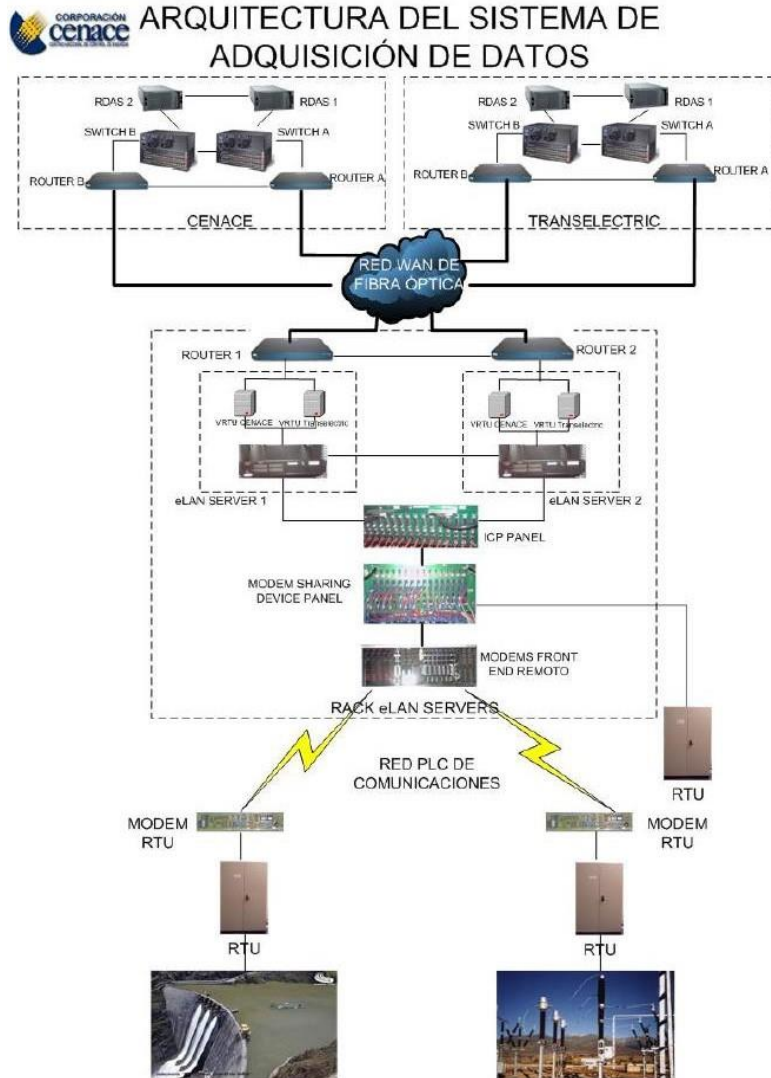 CORPORACIÓN
cenace
ARQUITECTURA DEL SISTEMA DE
ADQUISICIÓN DE DATOS
RDAS 2
RDAS 1
SWITCH B
SWITCH A
ROUTER B
ROUTER A
CENACE
RDAS 2
RDAS 1
SWITCH B
SWITCH A
ROUTER B
ROUTER A
TRANSELECTRIC
RED WAN DE
FIBRA ÓPTICA
ROUTER 1
ROUTER 2
VRTU CENACE
VRTU Transelectric
VRTU CENACE
VRTU Transelectric
eLAN SERVER 1
eLAN SERVER 2
ICP PANEL
MODEM SHARING
DEVICE PANEL
MODEMS FRONT
END REMOTO
RACK eLAN SERVERS
RED PLC DE
COMUNICACIONES
RTU
MODEM
RTU
MODEM
RTU
RTU
RTU